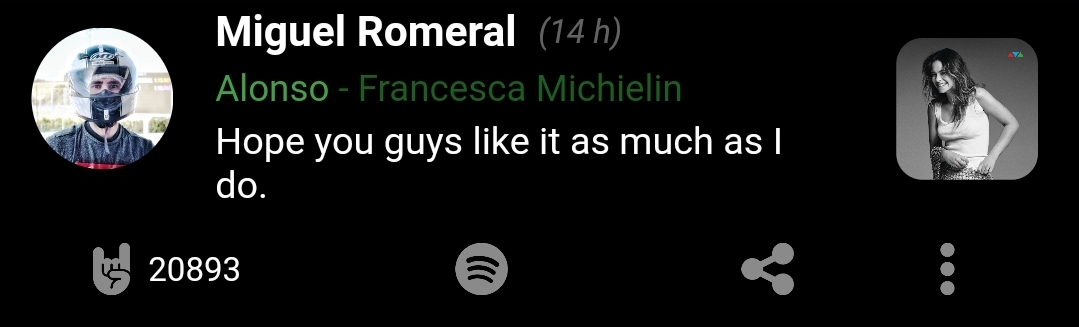 Miguel Romeral (14 h)
Alonso - Francesca Michielin
Hope you guys like it as much as I
do.
20893